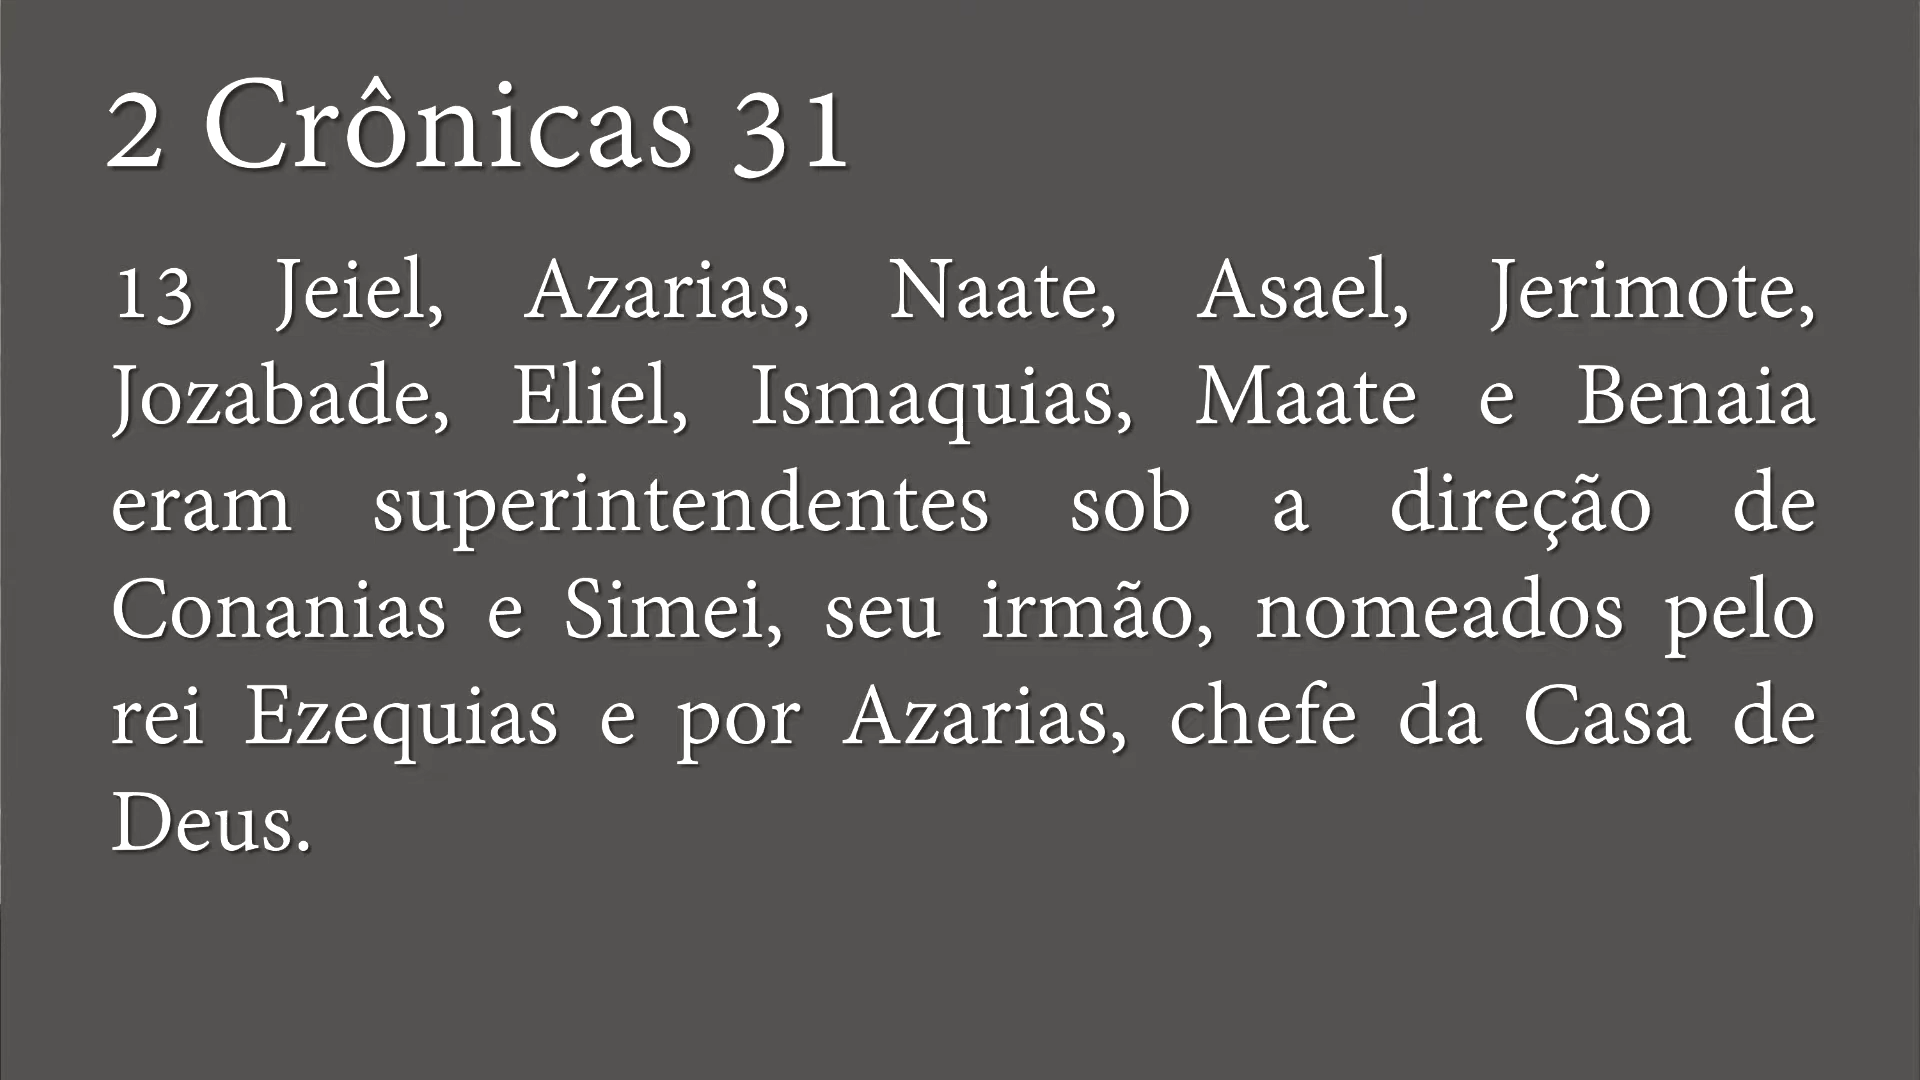 2 Crônicas 31
13 Jeiel, Azarias, Naate, Asael, Jerimote,
Jozabade, Eliel, Ismaquias, Maate e Benaia
eram superintendentes sob a direção de
Conanias e Simei, seu irmão, nomeados pelo
rei Ezequias e por Azarias, chefe da Casa de
Deus.